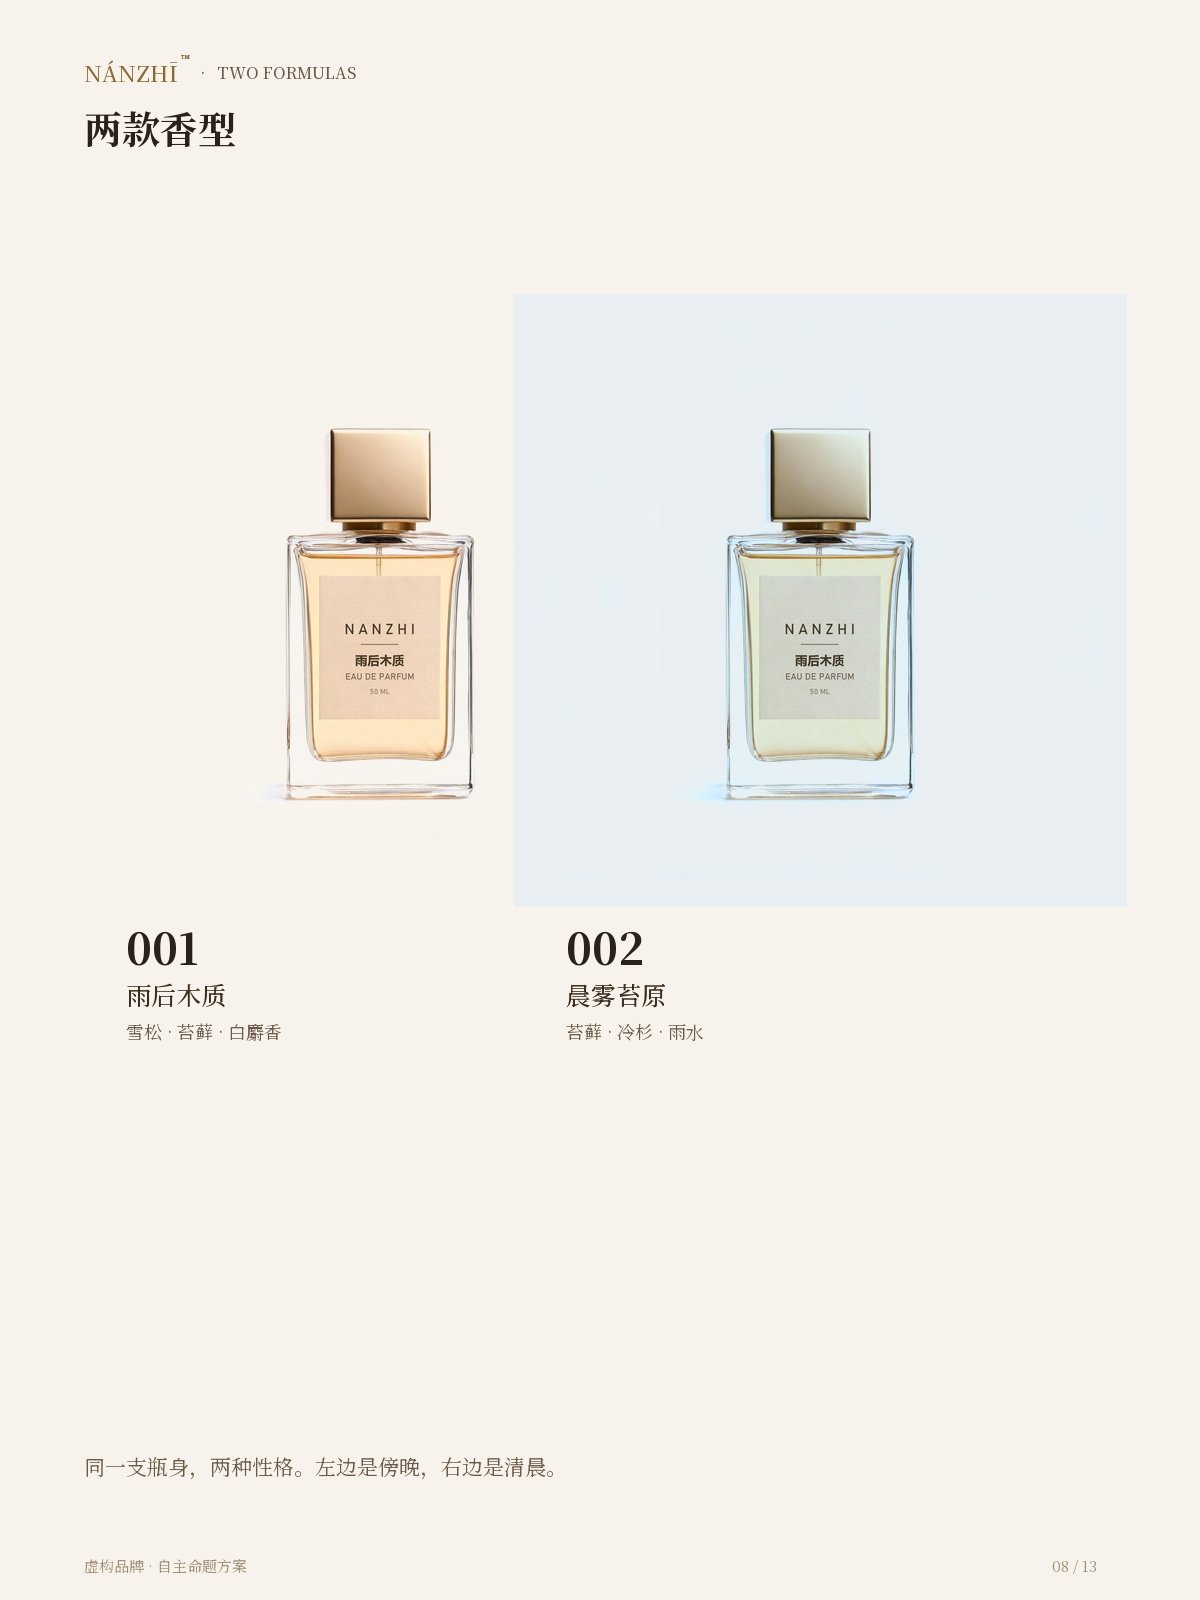 NÁNZHĪ™ · TWO FORMULAS
两款香型
NANZHI
雨后木质
EAU DE PARFUM
50 ML
NANZHI
雨后木质
EAU DE PARFUM
50 ML
001
雨后木质
雪松 · 苔藓 · 白麝香
002
晨雾苔原
苔藓 · 冷杉 · 雨水
同一支瓶身，两种性格。左边是傍晚，右边是清晨。
虚构品牌 · 自主命题方案
08 / 13